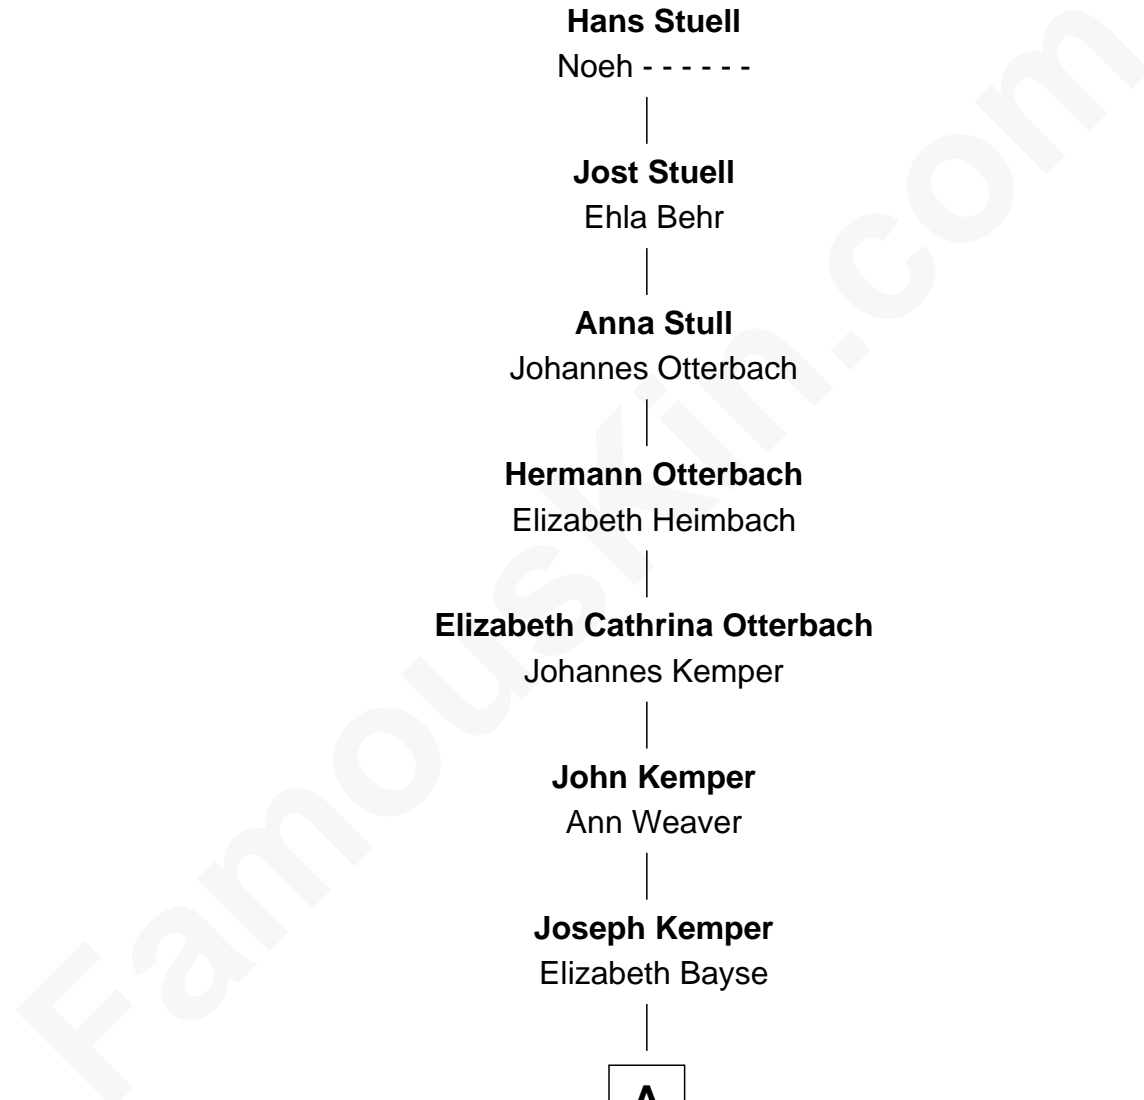 Hans Stuell
Noeh - - - - - -
Jost Stuell
Ehla Behr
Anna Stull
Johannes Otterbach
Hermann Otterbach
Elizabeth Heimbach
Elizabeth Cathrina Otterbach
Johannes Kemper
John Kemper
Ann Weaver
Joseph Kemper
Elizabeth Bayse
A
FamousKin.com